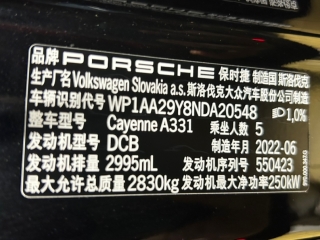 品牌 PORSCHE 保时捷 制造国 斯洛伐克
生产厂名 Volkswagen Slovakia a.s.斯洛伐克大众汽车股份公司制造
车辆识别代号 WP1AA29Y8NDA20548 1,0%
整车型号 Cayenne A331 乘坐人数 5
发动机型号 DCB 制造年月 2022-06
发动机排量 2995mL 发动机序列号 550423
最大允许总质量 2830kg 发动机最大净功率 250kW